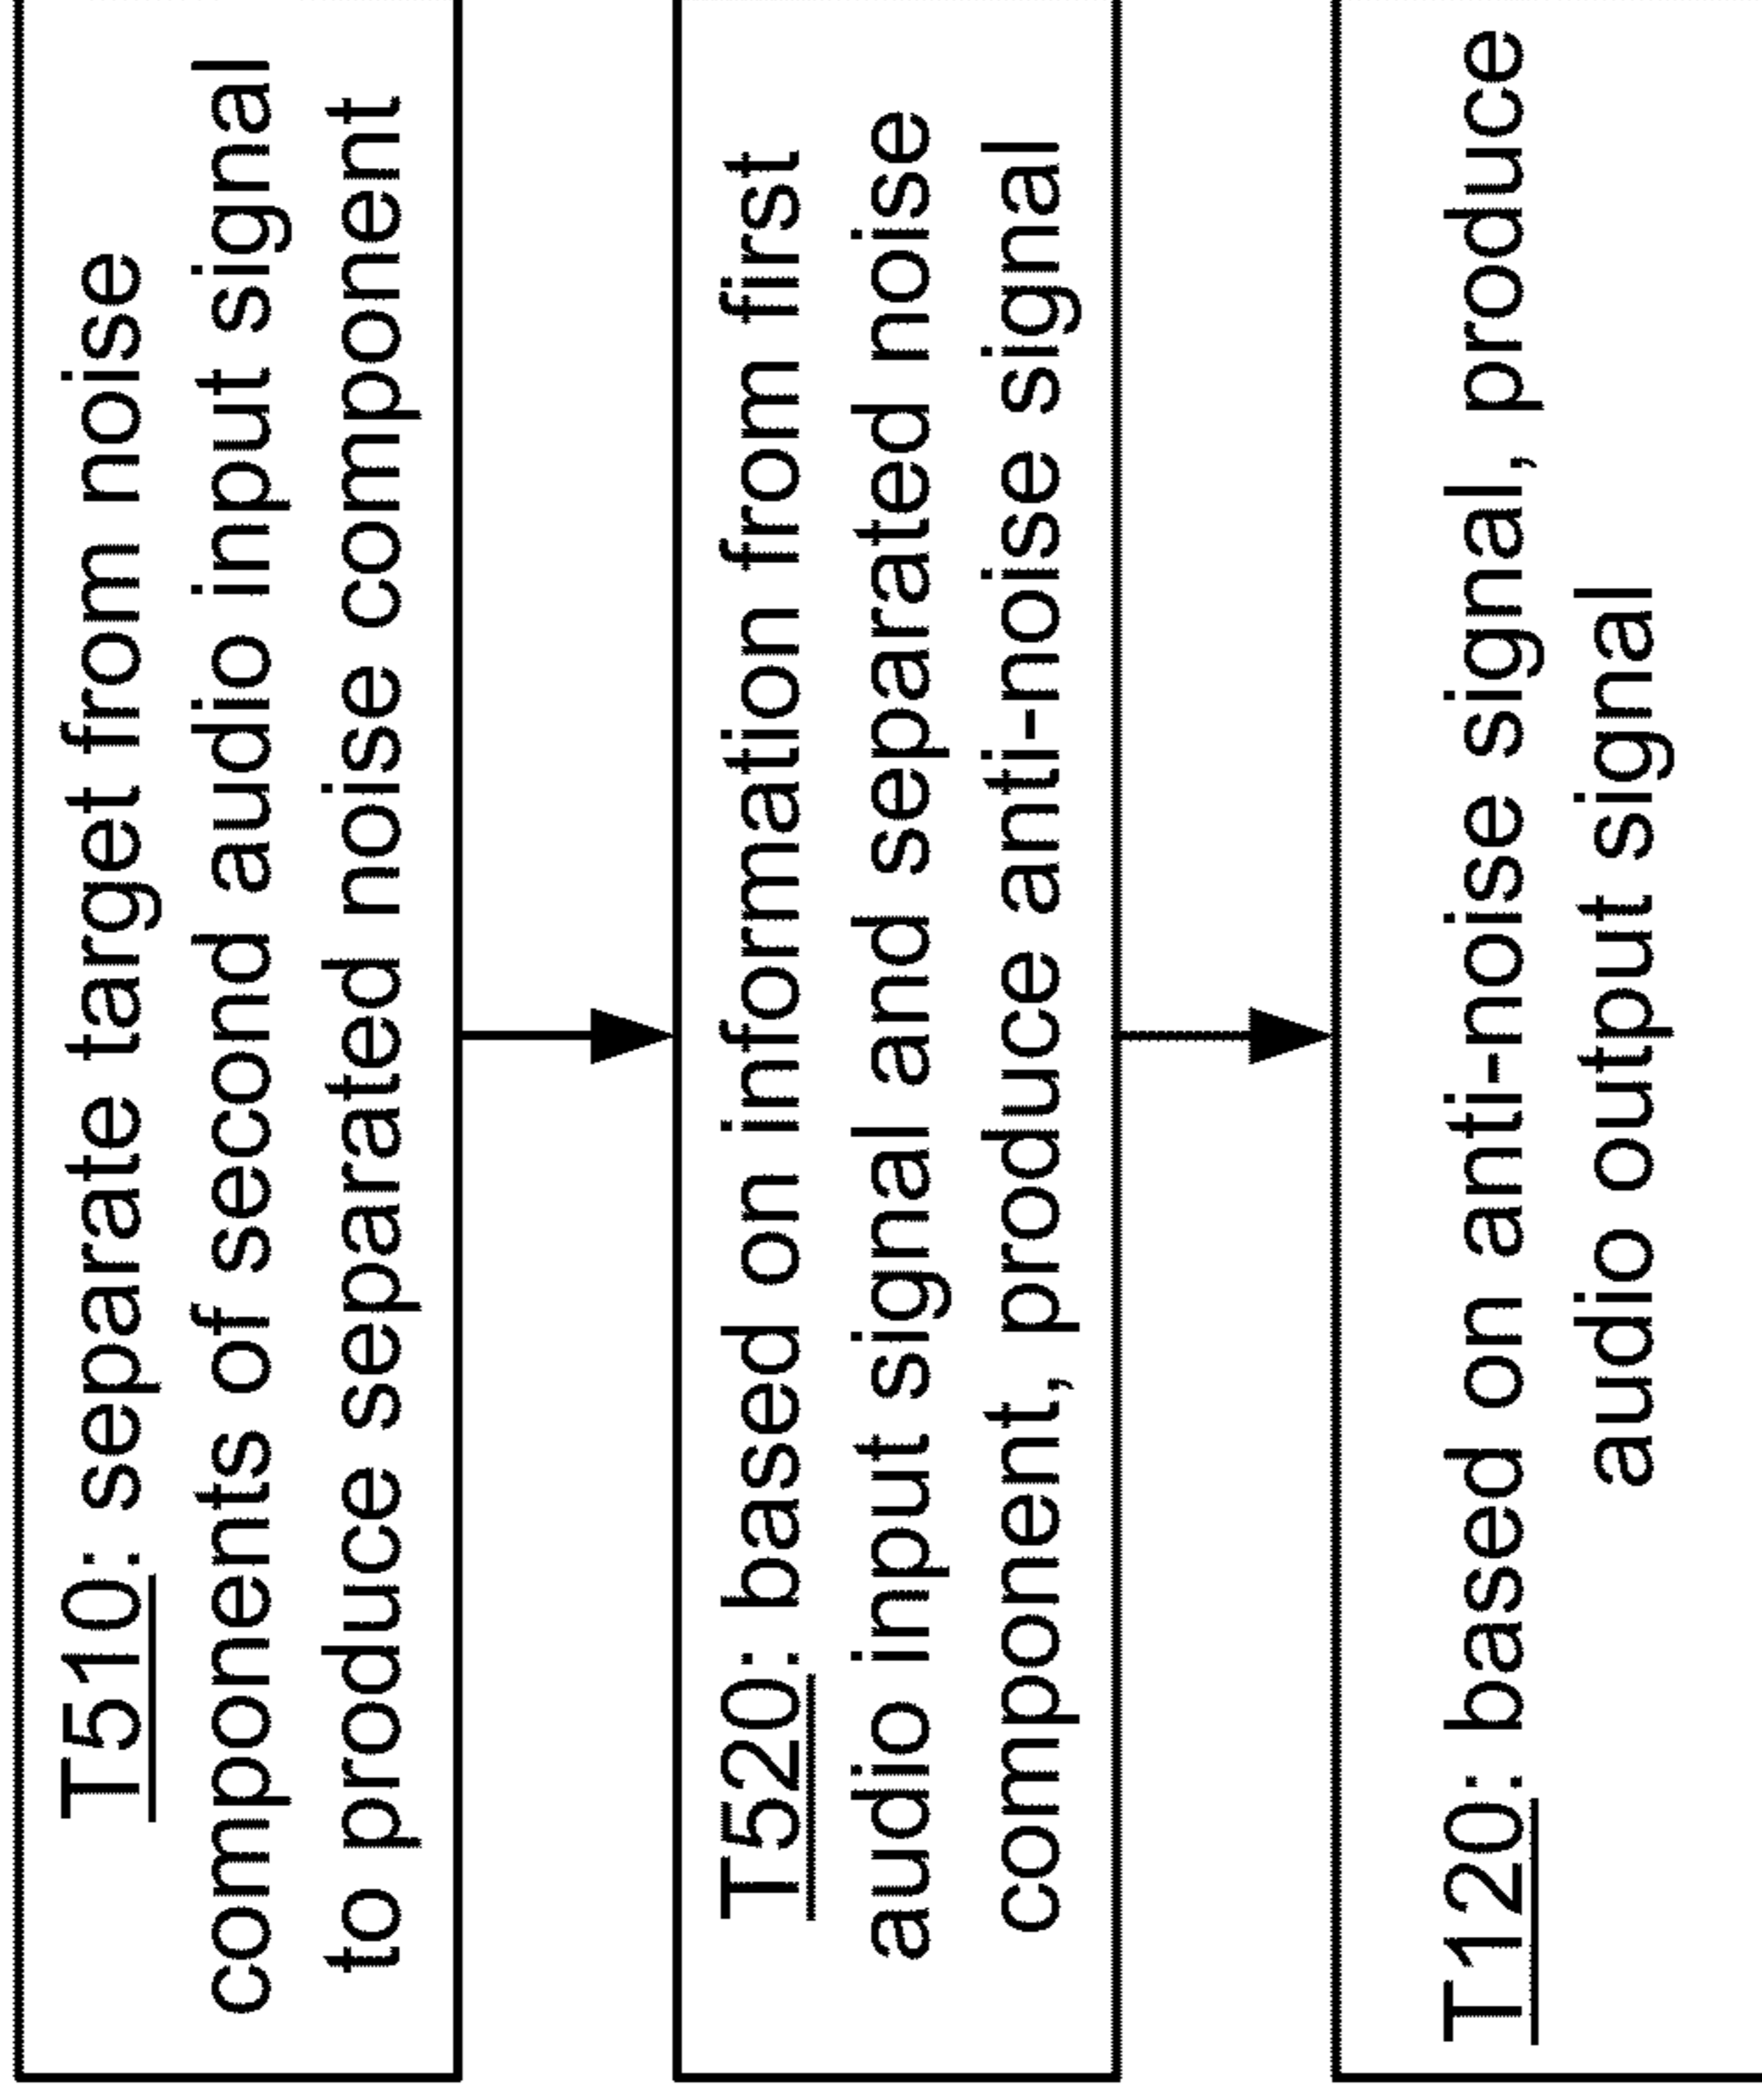 T510: separate target from noise
components of second audio input signal
to produce separated noise component
T520: based on information from first
audio input signal and separated noise
component, produce anti-noise signal
T120: based on anti-noise signal, produce
audio output signal